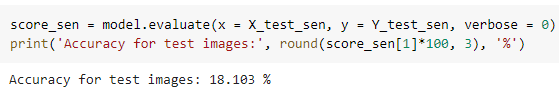 score_sen = model.evaluate(x = X_test_sen, y = Y_test_sen, verbose = 0)
print('Accuracy for test images:', round(score_sen[1]*100, 3), '%')
Accuracy for test images: 18.103 %